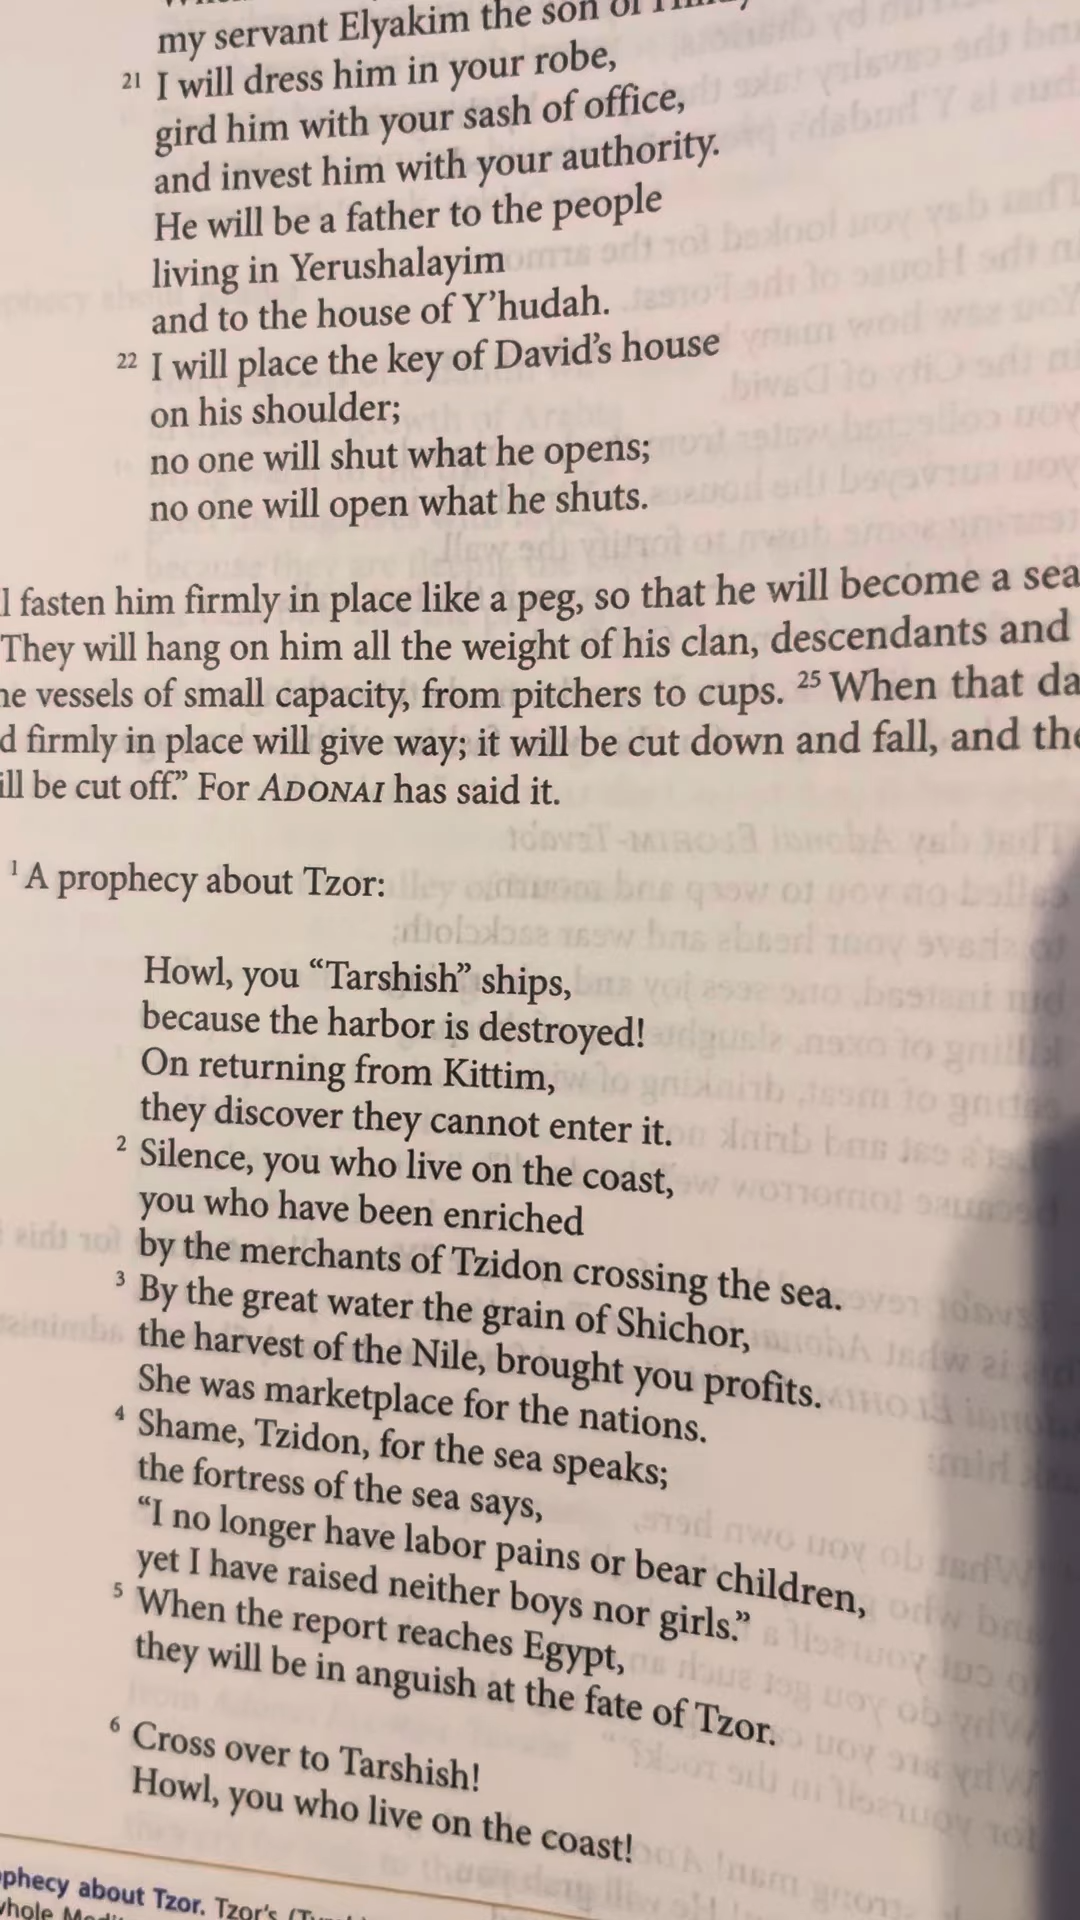 my servant Elyakim the son of
21 I will dress him in your robe,
gird him with your sash of office,
and invest him with your authority.
He will be a father to the people
living in Yerushalayim
and to the house of Y’hudah.
22 I will place the key of David’s house
on his shoulder;
no one will shut what he opens;
no one will open what he shuts.
fasten him firmly in place like a peg, so that he will become a sea
They will hang on him all the weight of his clan, descendants and
vessels of small capacity, from pitchers to cups. 25 When that da
firmly in place will give way; it will be cut down and fall, and the
ill be cut off.” For ADONAI has said it.
1 A prophecy about Tzor:
Howl, you “Tarshish” ships,
because the harbor is destroyed!
On returning from Kittim,
they discover they cannot enter it.
2 Silence, you who live on the coast,
you who have been enriched
by the merchants of Tzidon crossing the sea.
3 By the great water the grain of Shichor,
the harvest of the Nile, brought you profits.
She was marketplace for the nations.
4 Shame, Tzidon, for the sea speaks;
the fortress of the sea says,
“I no longer have labor pains or bear children,
yet I have raised neither boys nor girls.”
5 When the report reaches Egypt,
they will be in anguish at the fate of Tzor.
6 Cross over to Tarshish!
Howl, you who live on the coast!
ophecy about Tzor. Tzor’s
whole